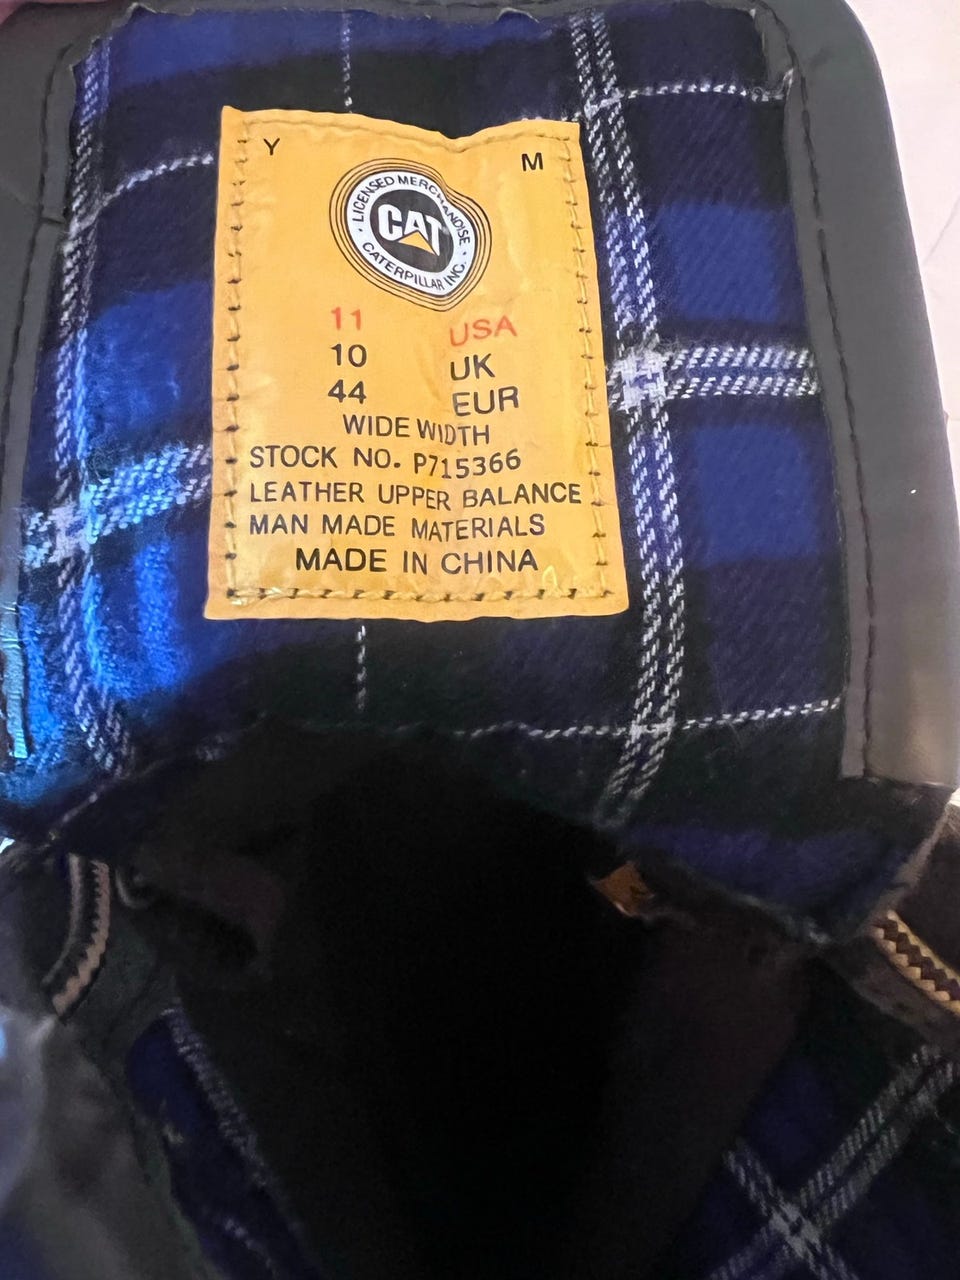 Y M
LICENSED MERCHANDISE
CAT
CATERPILLAR INC.
11 USA
10 UK
44 EUR
WIDE WIDTH
STOCK NO. P715366
LEATHER UPPER BALANCE
MAN MADE MATERIALS
MADE IN CHINA